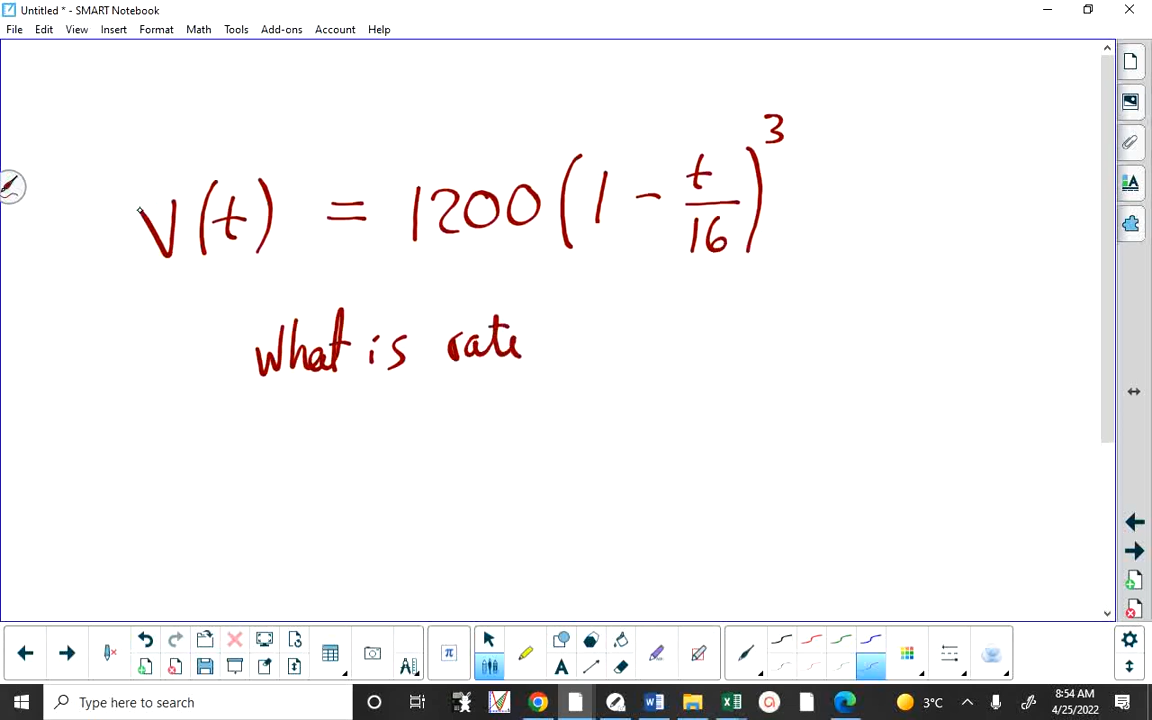 Untitled * - SMART Notebook
File Edit View Insert Format Math Tools Add-ons Account Help
V(t) = 1200 (1 - t/16)^3
What is rate
π
A
Type here to search
3°C
8:54 AM
4/25/2022